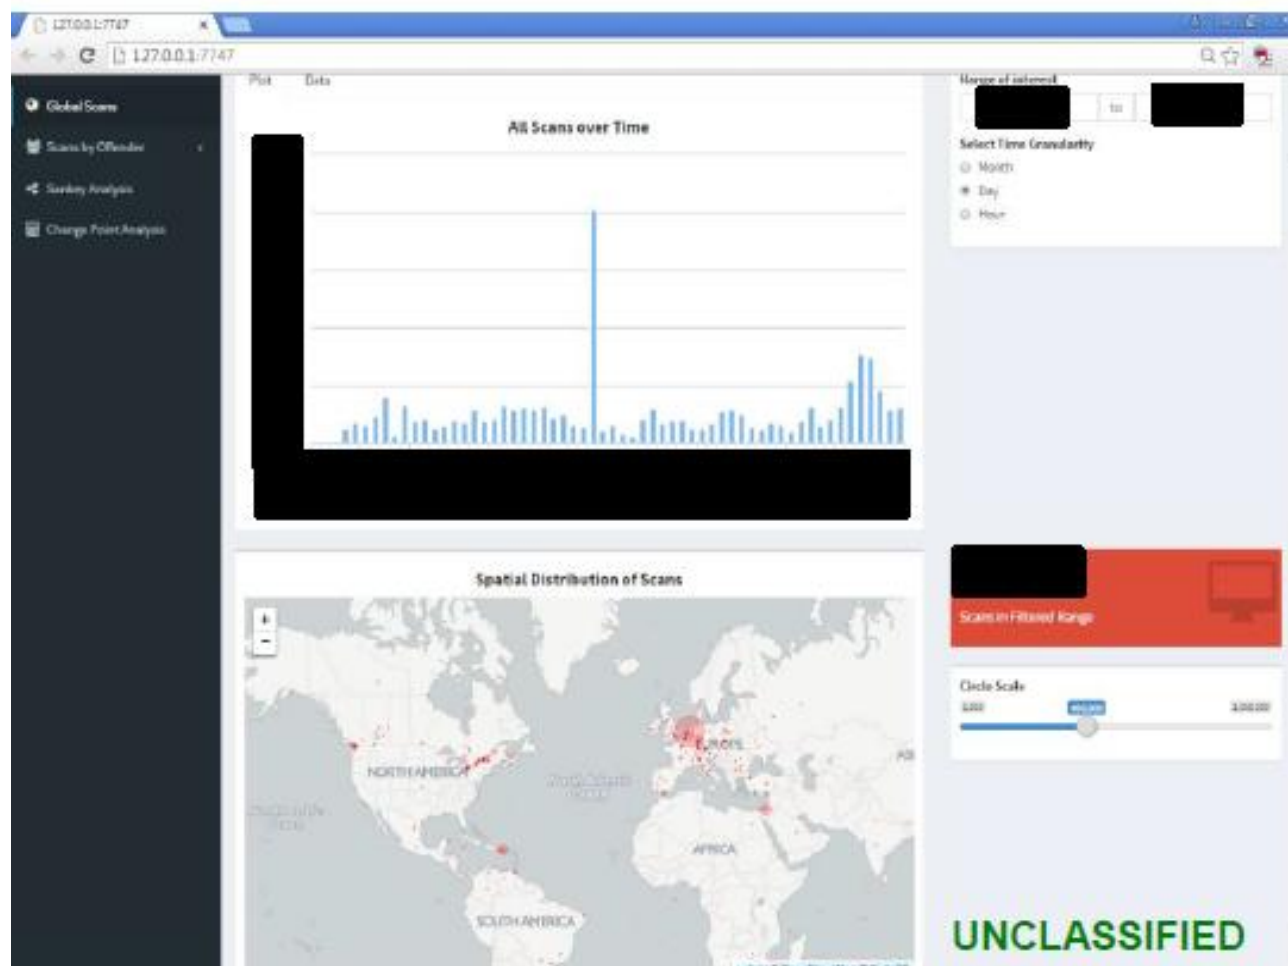 127.0.0.1:7747
127.0.0.1:7747
Plot Data
Global Scans
Scans by Offender
Sankey Analysis
Change Point Analysis
All Scans over Time
Range of interest
to
Select Time Granularity
Month
Day
Hour
Spatial Distribution of Scans
+
−
NORTH AMERICA
North Atlantic
EUROPE
AFRICA
SOUTH AMERICA
Scans in Filtered Range
Circle Scale
UNCLASSIFIED